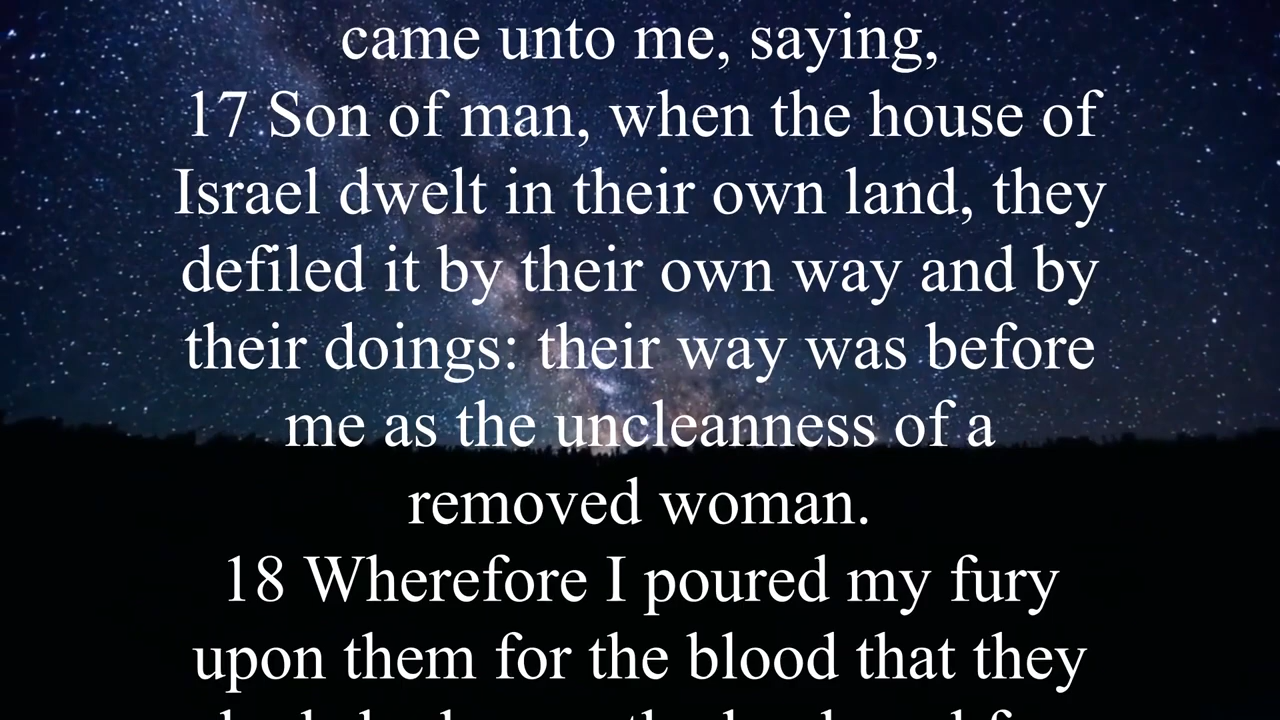 came unto me, saying,
17 Son of man, when the house of
Israel dwelt in their own land, they
defiled it by their own way and by
their doings: their way was before
me as the uncleanness of a
removed woman.
18 Wherefore I poured my fury
upon them for the blood that they